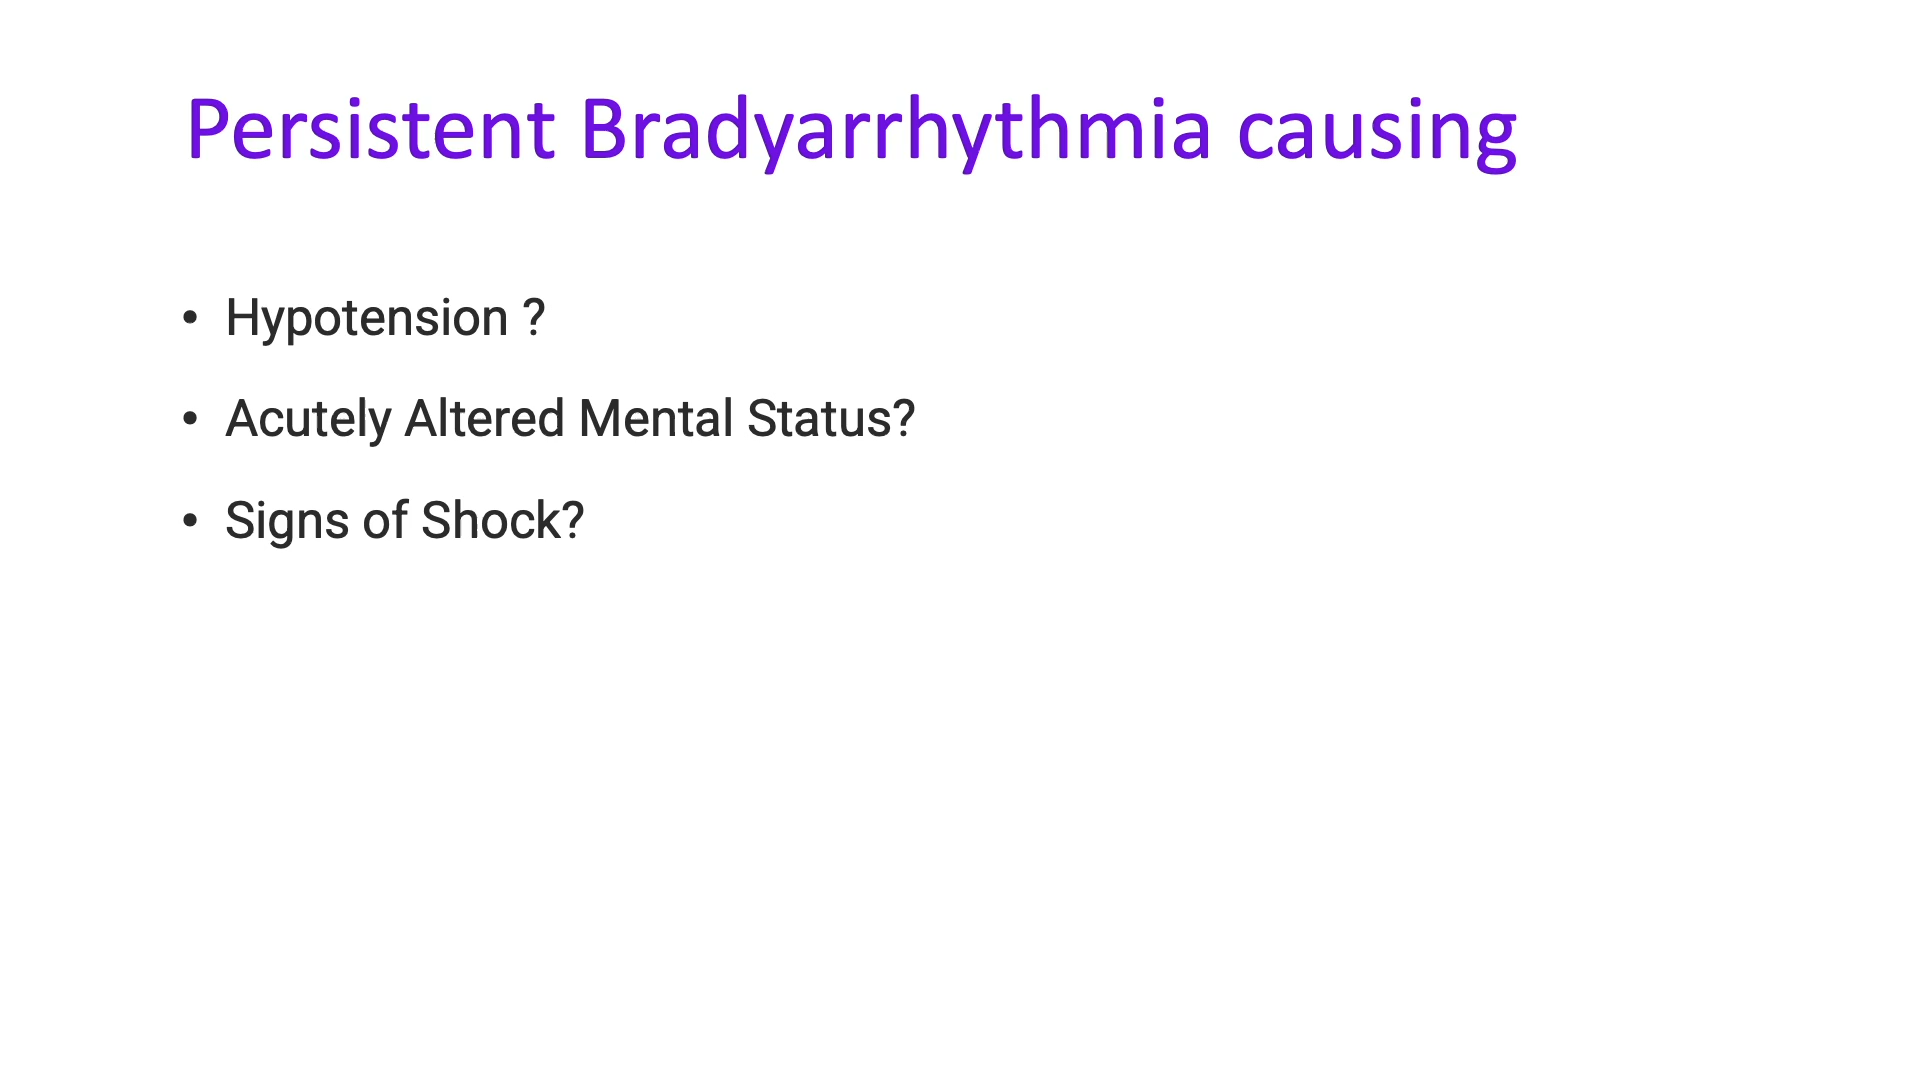 Persistent Bradyarrhythmia causing
• Hypotension ?
• Acutely Altered Mental Status?
• Signs of Shock?